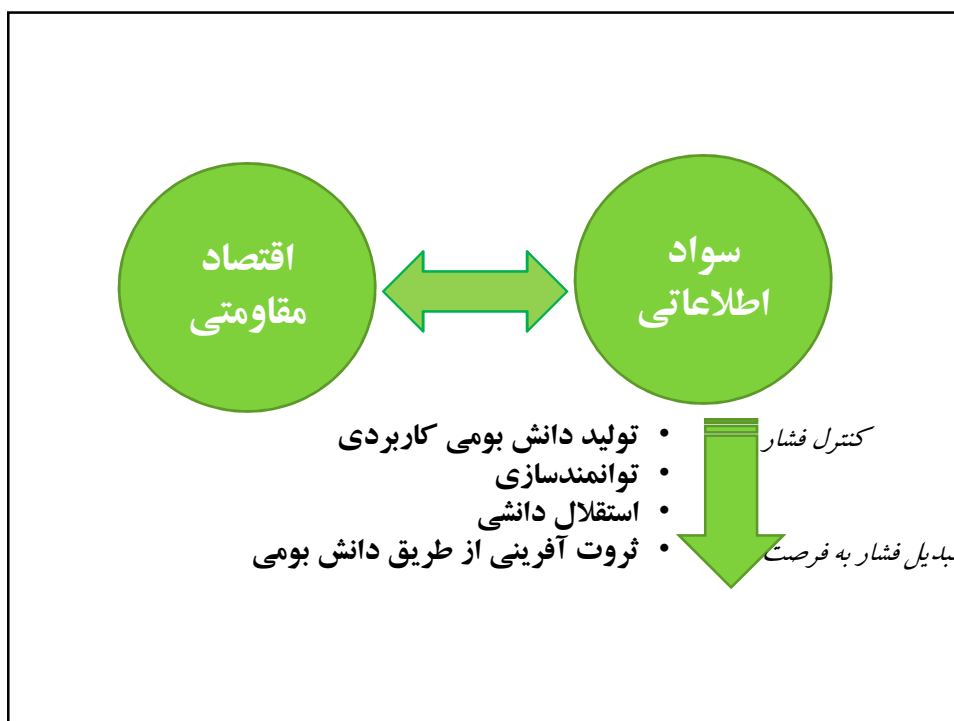 سواد
اطلاعاتی
اقتصاد
مقاومتی
کنترل فشار
• تولید دانش بومی کاربردی
• توانمندسازی
• استقلال دانشی
• ثروت آفرینی از طریق دانش بومی
بدیل فشار به فرصت